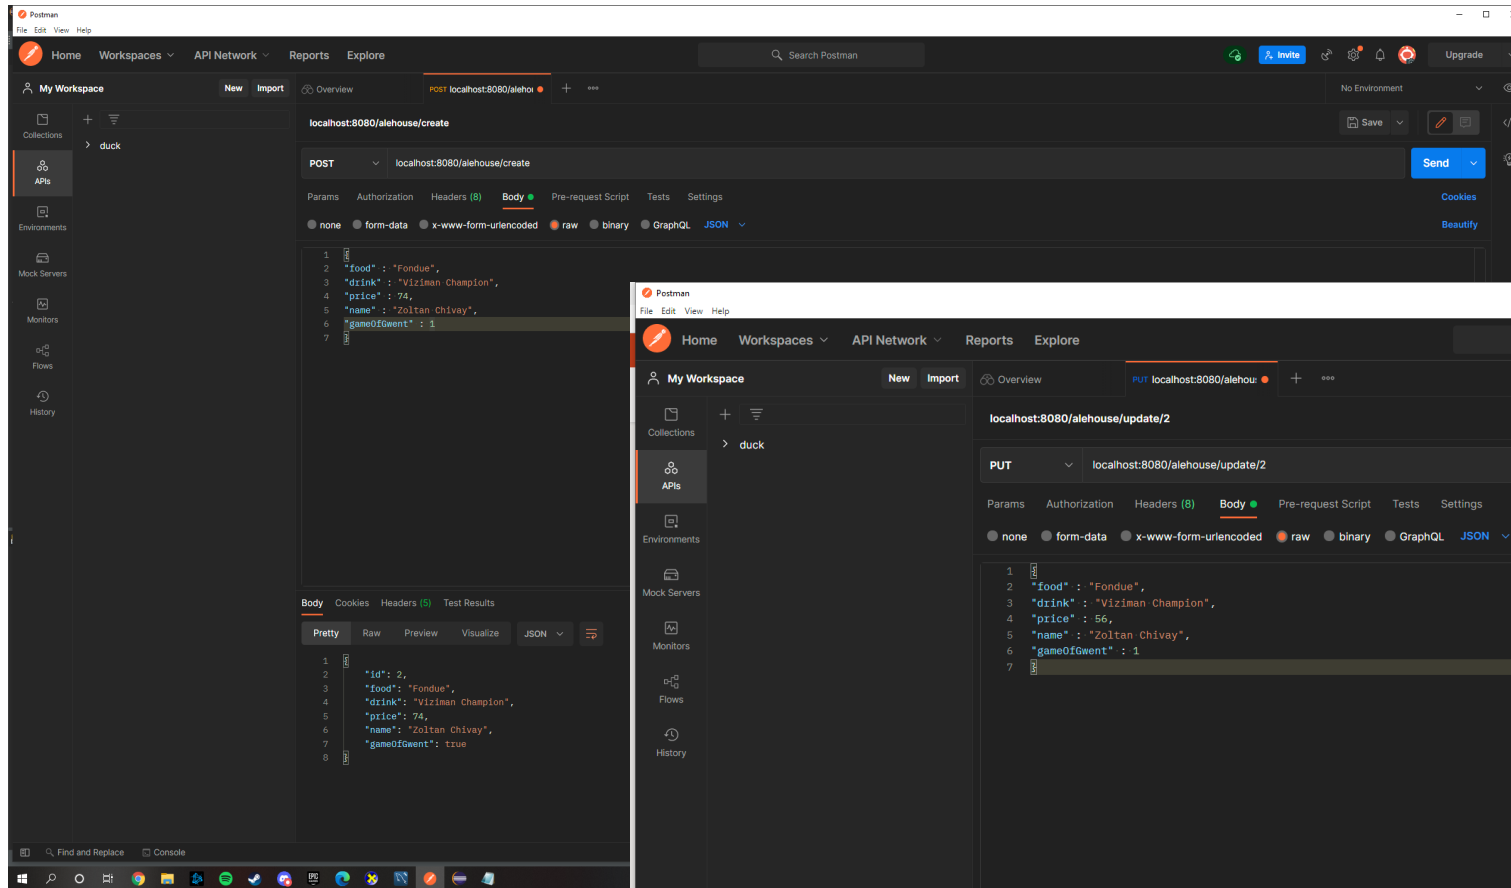 Postman
File Edit View Help
Home Workspaces API Network Reports Explore
Search Postman
Invite
Upgrade
My Workspace New Import
Overview
POST localhost:8080/alehou
No Environment
Collections
APIs
Environments
Mock Servers
Monitors
Flows
History
duck
localhost:8080/alehouse/create
Save
POST localhost:8080/alehouse/create
Send
Params Authorization Headers (8) Body Pre-request Script Tests Settings
Cookies
none form-data x-www-form-urlencoded raw binary GraphQL JSON
Beautify
1 {
2 "food" : "Fondue",
3 "drink" : "Viziman Champion",
4 "price" : 74,
5 "name" : "Zoltan Chivay",
6 "gameOfGwent" : 1
7 }
Body Cookies Headers (5) Test Results
Pretty Raw Preview Visualize JSON
1 {
2 "id": 2,
3 "food": "Fondue",
4 "drink": "Viziman Champion",
5 "price": 74,
6 "name": "Zoltan Chivay",
7 "gameOfGwent": true
8 }
Find and Replace Console
EPIC
Postman
File Edit View Help
Home Workspaces API Network Reports Explore
My Workspace New Import
Overview
PUT localhost:8080/alehou:
Collections
APIs
Environments
Mock Servers
Monitors
Flows
History
duck
localhost:8080/alehouse/update/2
PUT localhost:8080/alehouse/update/2
Params Authorization Headers (8) Body Pre-request Script Tests Settings
none form-data x-www-form-urlencoded raw binary GraphQL JSON
1 {
2 "food" : "Fondue",
3 "drink" : "Viziman Champion",
4 "price" : 56,
5 "name" : "Zoltan Chivay",
6 "gameOfGwent" : 1
7 }